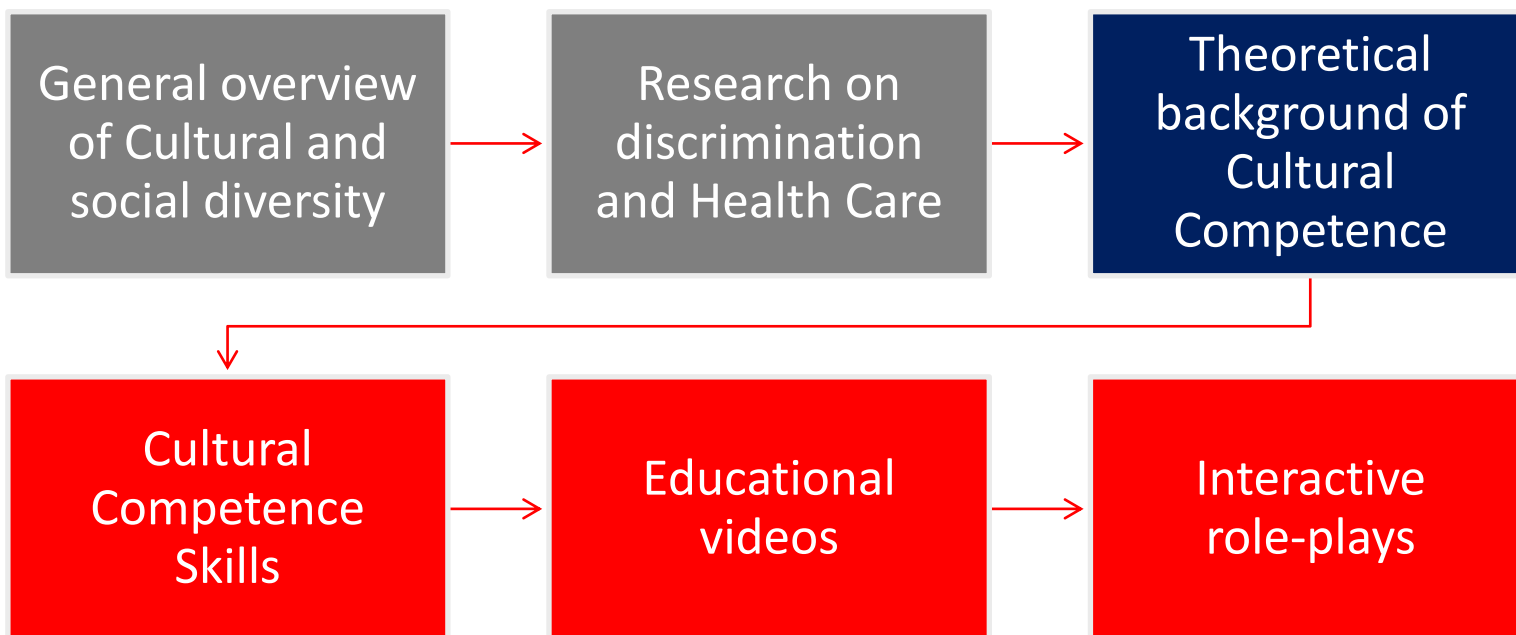 General overview
of Cultural and
social diversity
Research on
discrimination
and Health Care
Theoretical
background of
Cultural
Competence
Cultural
Competence
Skills
Educational
videos
Interactive
role-plays